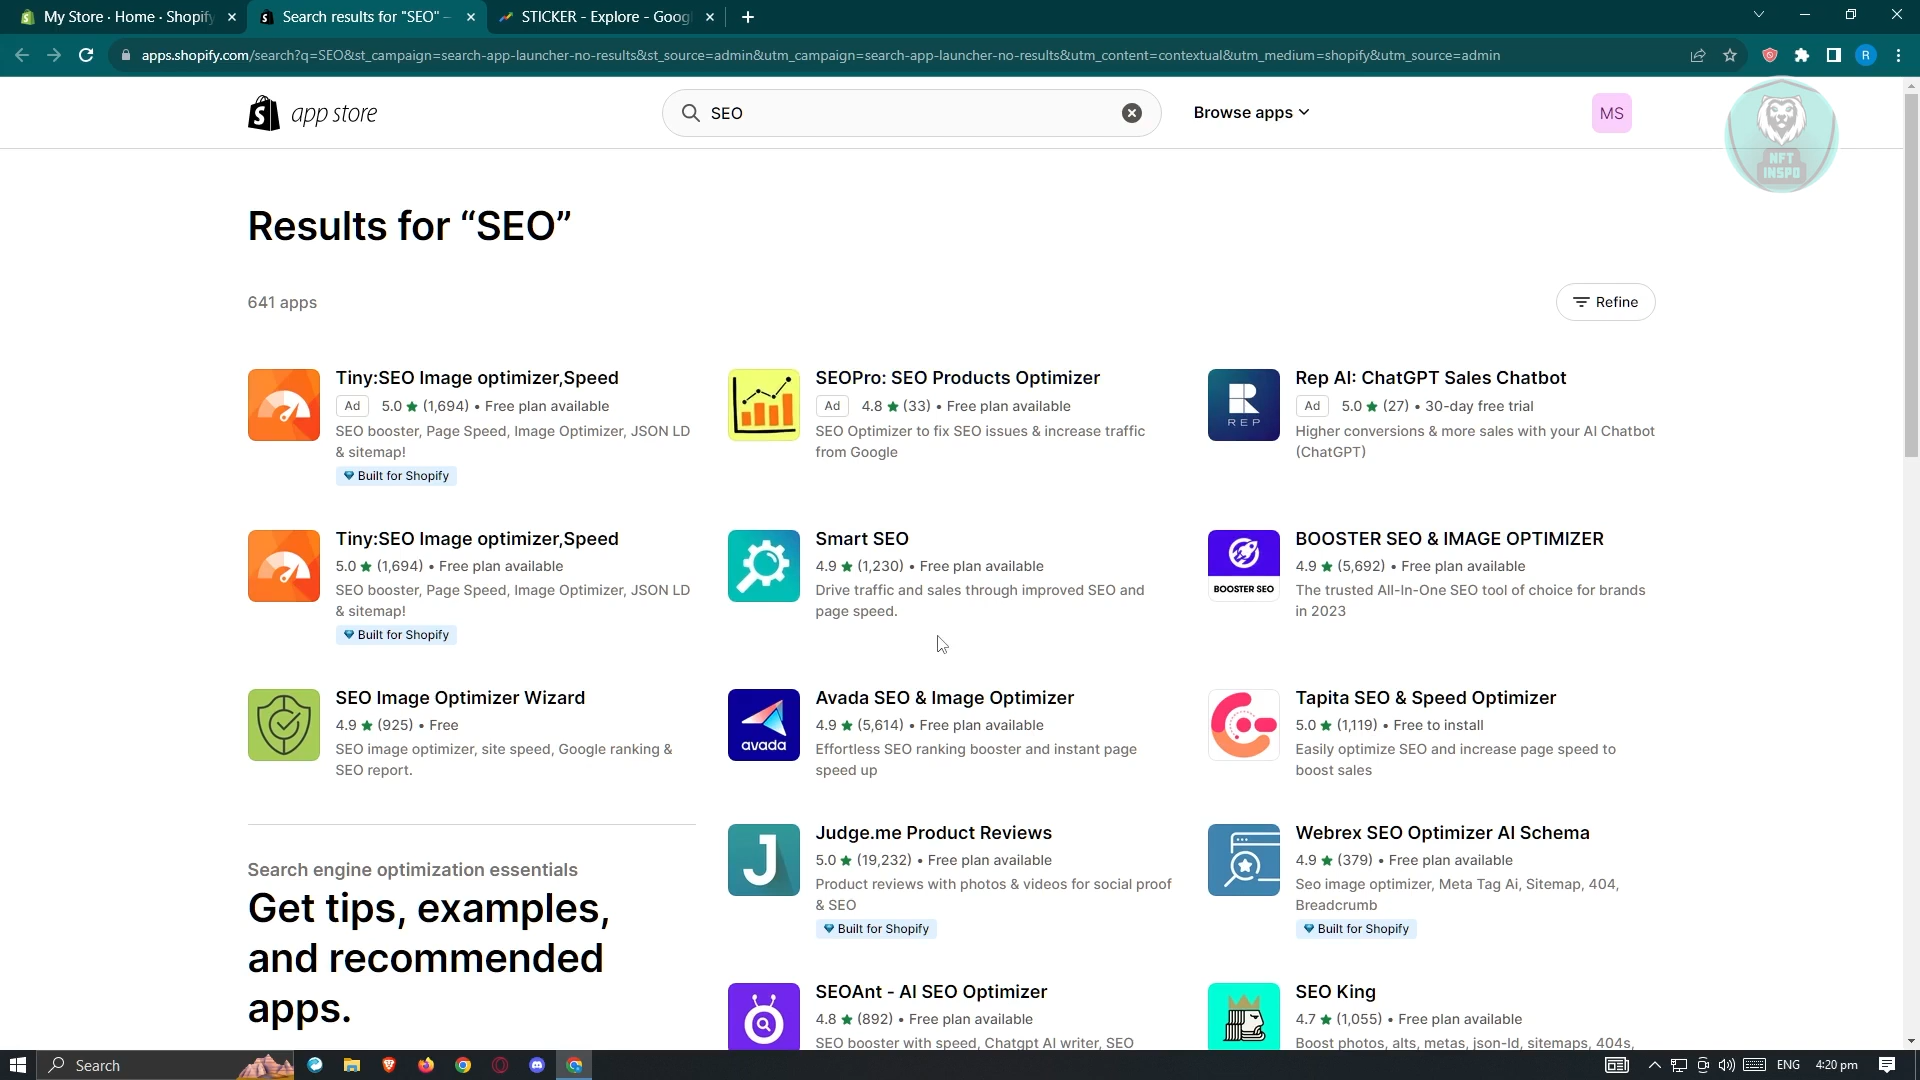 My Store · Home · Shopify
Search results for "SEO" –
STICKER - Explore - Goog
apps.shopify.com/search?q=SEO&st_campaign=search-app-launcher-no-results&st_source=admin&utm_campaign=search-app-launcher-no-results&utm_content=contextual&utm_medium=shopify&utm_source=admin
R
app store
SEO
Browse apps
MS
NFT
INSPO
Results for “SEO”
641 apps
Refine
Tiny:SEO Image optimizer,Speed
Ad 5.0 ★ (1,694) • Free plan available
SEO booster, Page Speed, Image Optimizer, JSON LD
& sitemap!
Built for Shopify
SEOPro: SEO Products Optimizer
Ad 4.8 ★ (33) • Free plan available
SEO Optimizer to fix SEO issues & increase traffic
from Google
REP
Rep AI: ChatGPT Sales Chatbot
Ad 5.0 ★ (27) • 30-day free trial
Higher conversions & more sales with your AI Chatbot
(ChatGPT)
Tiny:SEO Image optimizer,Speed
5.0 ★ (1,694) • Free plan available
SEO booster, Page Speed, Image Optimizer, JSON LD
& sitemap!
Built for Shopify
Smart SEO
4.9 ★ (1,230) • Free plan available
Drive traffic and sales through improved SEO and
page speed.
BOOSTER SEO
BOOSTER SEO & IMAGE OPTIMIZER
4.9 ★ (5,692) • Free plan available
The trusted All-In-One SEO tool of choice for brands
in 2023
SEO Image Optimizer Wizard
4.9 ★ (925) • Free
SEO image optimizer, site speed, Google ranking &
SEO report.
avada
Avada SEO & Image Optimizer
4.9 ★ (5,614) • Free plan available
Effortless SEO ranking booster and instant page
speed up
Tapita SEO & Speed Optimizer
5.0 ★ (1,119) • Free to install
Easily optimize SEO and increase page speed to
boost sales
Search engine optimization essentials
Get tips, examples,
and recommended
apps.
J
Judge.me Product Reviews
5.0 ★ (19,232) • Free plan available
Product reviews with photos & videos for social proof
& SEO
Built for Shopify
Webrex SEO Optimizer AI Schema
4.9 ★ (379) • Free plan available
Seo image optimizer, Meta Tag Ai, Sitemap, 404,
Breadcrumb
Built for Shopify
SEOAnt ‑ AI SEO Optimizer
4.8 ★ (892) • Free plan available
SEO booster with speed, Chatgpt AI writer, SEO
SEO King
4.7 ★ (1,055) • Free plan available
Boost photos, alts, metas, json-ld, sitemaps, 404s,
Search
ENG
4:20 pm